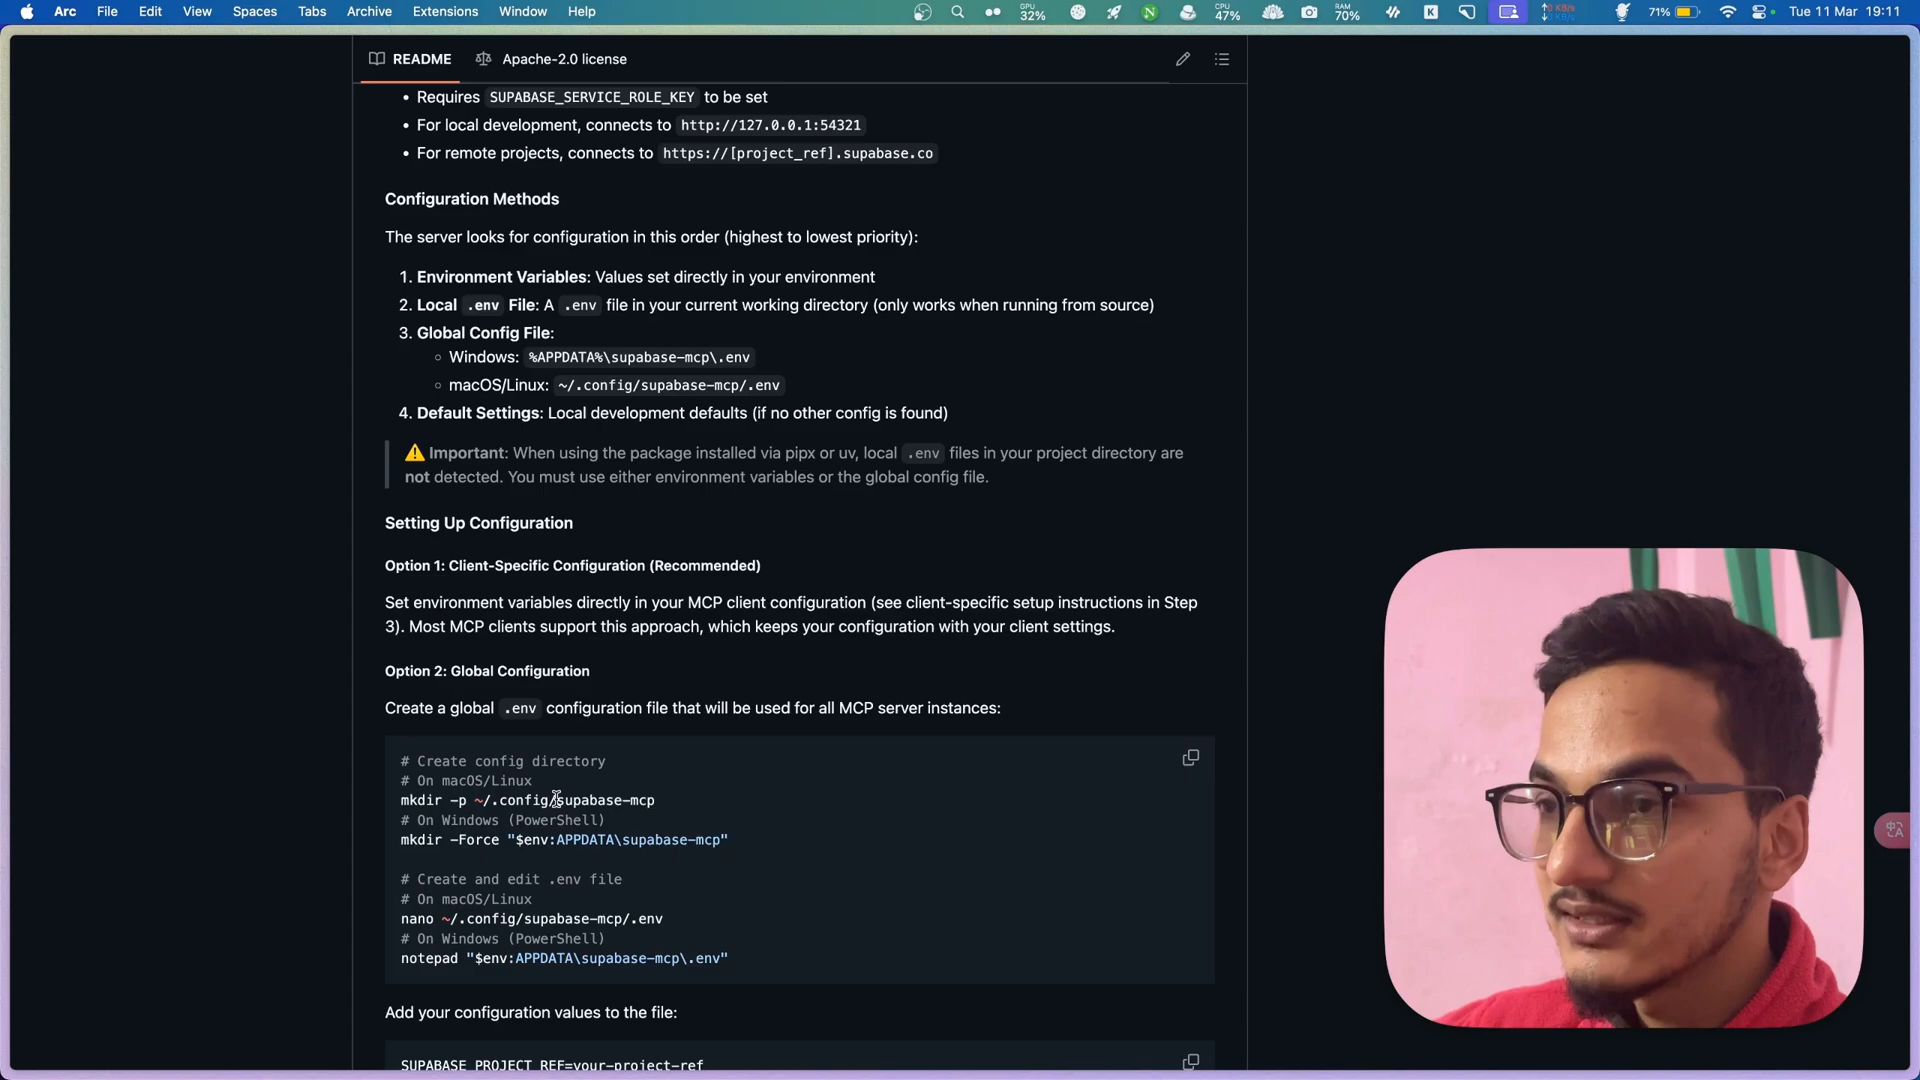 Arc File Edit View Spaces Tabs Archive Extensions Window Help GPU 32% CPU 47% RAM 70% 0 KB/s 0 KB/s 71% Tue 11 Mar 19:11
README Apache-2.0 license
• Requires SUPABASE_SERVICE_ROLE_KEY to be set
• For local development, connects to http://127.0.0.1:54321
• For remote projects, connects to https://[project_ref].supabase.co
Configuration Methods
The server looks for configuration in this order (highest to lowest priority):
1. Environment Variables: Values set directly in your environment
2. Local .env File: A .env file in your current working directory (only works when running from source)
3. Global Config File:
◦ Windows: %APPDATA%\supabase-mcp\.env
◦ macOS/Linux: ~/.config/supabase-mcp/.env
4. Default Settings: Local development defaults (if no other config is found)
⚠️ Important: When using the package installed via pipx or uv, local .env files in your project directory are
not detected. You must use either environment variables or the global config file.
Setting Up Configuration
Option 1: Client-Specific Configuration (Recommended)
Set environment variables directly in your MCP client configuration (see client-specific setup instructions in Step
3). Most MCP clients support this approach, which keeps your configuration with your client settings.
Option 2: Global Configuration
Create a global .env configuration file that will be used for all MCP server instances:
# Create config directory
# On macOS/Linux
mkdir -p ~/.config/supabase-mcp
# On Windows (PowerShell)
mkdir -Force "$env:APPDATA\supabase-mcp"
# Create and edit .env file
# On macOS/Linux
nano ~/.config/supabase-mcp/.env
# On Windows (PowerShell)
notepad "$env:APPDATA\supabase-mcp\.env"
Add your configuration values to the file:
SUPABASE_PROJECT_REF=your-project-ref